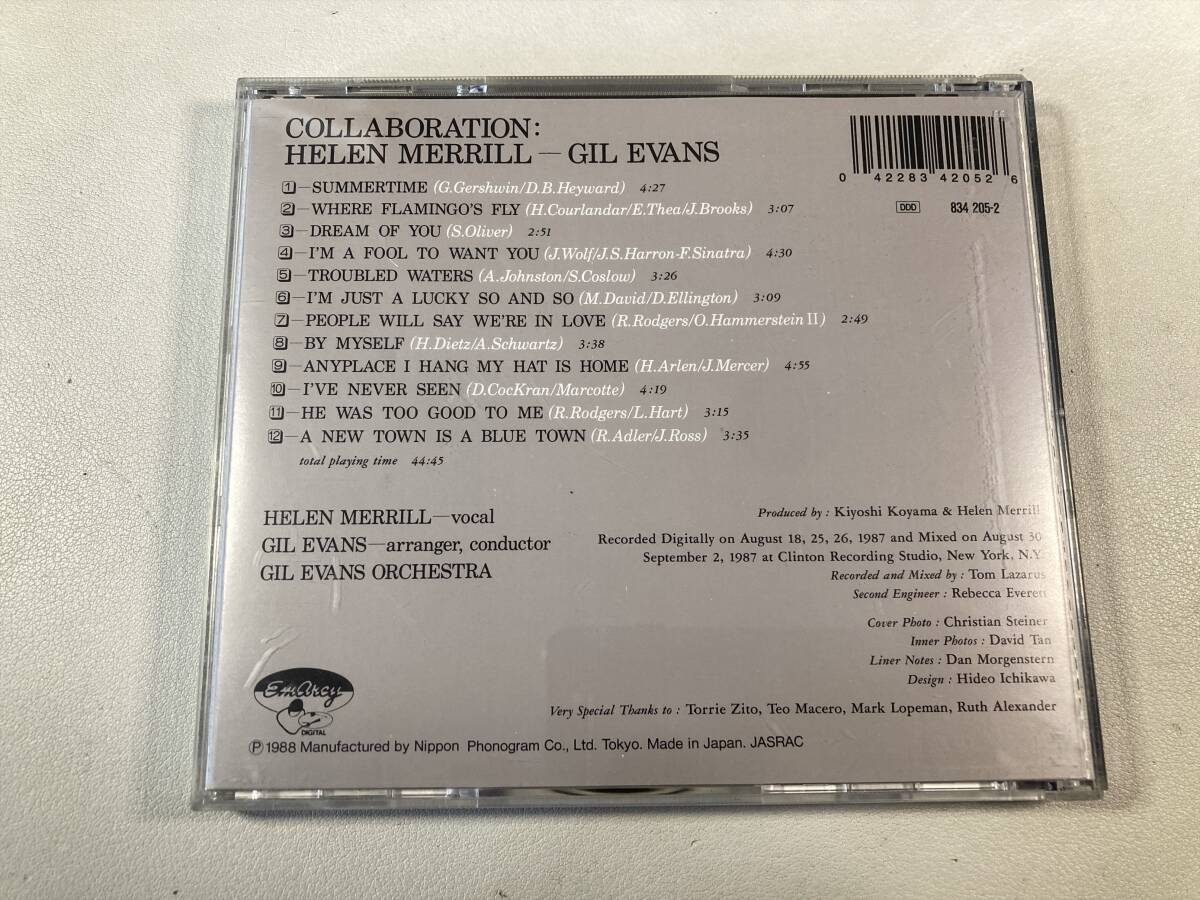 COLLABORATION:
HELEN MERRILL – GIL EVANS
1–SUMMERTIME (G.Gershwin/D.B.Heyward) 4:27
2–WHERE FLAMINGO'S FLY (H.Courlandar/E.Thea/J.Brooks) 3:07
3–DREAM OF YOU (S.Oliver) 2:51
4–I'M A FOOL TO WANT YOU (J.Wolf/J.S.Harron-F.Sinatra) 4:30
5–TROUBLED WATERS (A.Johnston/S.Coslow) 3:26
6–I'M JUST A LUCKY SO AND SO (M.David/D.Ellington) 3:09
7–PEOPLE WILL SAY WE'RE IN LOVE (R.Rodgers/O.Hammerstein II) 2:49
8–BY MYSELF (H.Dietz/A.Schwartz) 3:38
9–ANYPLACE I HANG MY HAT IS HOME (H.Arlen/J.Mercer) 4:55
10–I'VE NEVER SEEN (D.CocKran/Marcotte) 4:19
11–HE WAS TOO GOOD TO ME (R.Rodgers/L.Hart) 3:15
12–A NEW TOWN IS A BLUE TOWN (R.Adler/J.Ross) 3:35
total playing time 44:45
0 42283 42052 6
DDD 834 205-2
HELEN MERRILL–vocal
GIL EVANS–arranger, conductor
GIL EVANS ORCHESTRA
Produced by : Kiyoshi Koyama & Helen Merrill
Recorded Digitally on August 18, 25, 26, 1987 and Mixed on August 30
September 2, 1987 at Clinton Recording Studio, New York, N.Y.
Recorded and Mixed by : Tom Lazarus
Second Engineer : Rebecca Everett
Cover Photo : Christian Steiner
Inner Photos : David Tan
Liner Notes : Dan Morgenstern
Design : Hideo Ichikawa
Very Special Thanks to : Torrie Zito, Teo Macero, Mark Lopeman, Ruth Alexander
EmArcy
DIGITAL
Ⓟ 1988 Manufactured by Nippon Phonogram Co., Ltd. Tokyo. Made in Japan. JASRAC